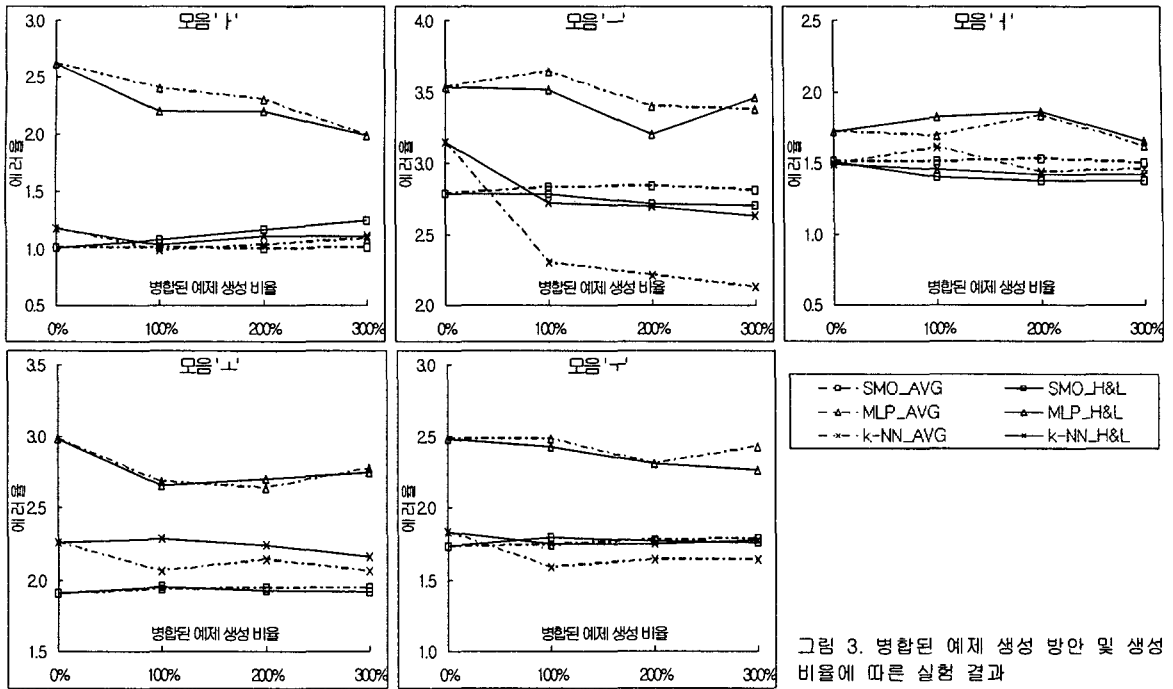 모음'ㅏ'
3.0
2.5
2.0
1.5
1.0
0.5
에러율
병합된 예제 생성 비율
0% 100% 200% 300%
모음'ㅡ'
4.0
3.5
3.0
2.5
2.0
에러율
병합된 예제 생성 비율
0% 100% 200% 300%
모음'ㅓ'
2.5
2.0
1.5
1.0
0.5
에러율
병합된 예제 생성 비율
0% 100% 200% 300%
모음'ㅗ'
3.5
3.0
2.5
2.0
1.5
에러율
병합된 예제 생성 비율
0% 100% 200% 300%
모음'ㅜ'
3.0
2.5
2.0
1.5
1.0
에러율
병합된 예제 생성 비율
0% 100% 200% 300%
SMO_AVG SMO_H&L
MLP_AVG MLP_H&L
k-NN_AVG k-NN_H&L
그림 3. 병합된 예제 생성 방안 및 생성
비율에 따른 실험 결과